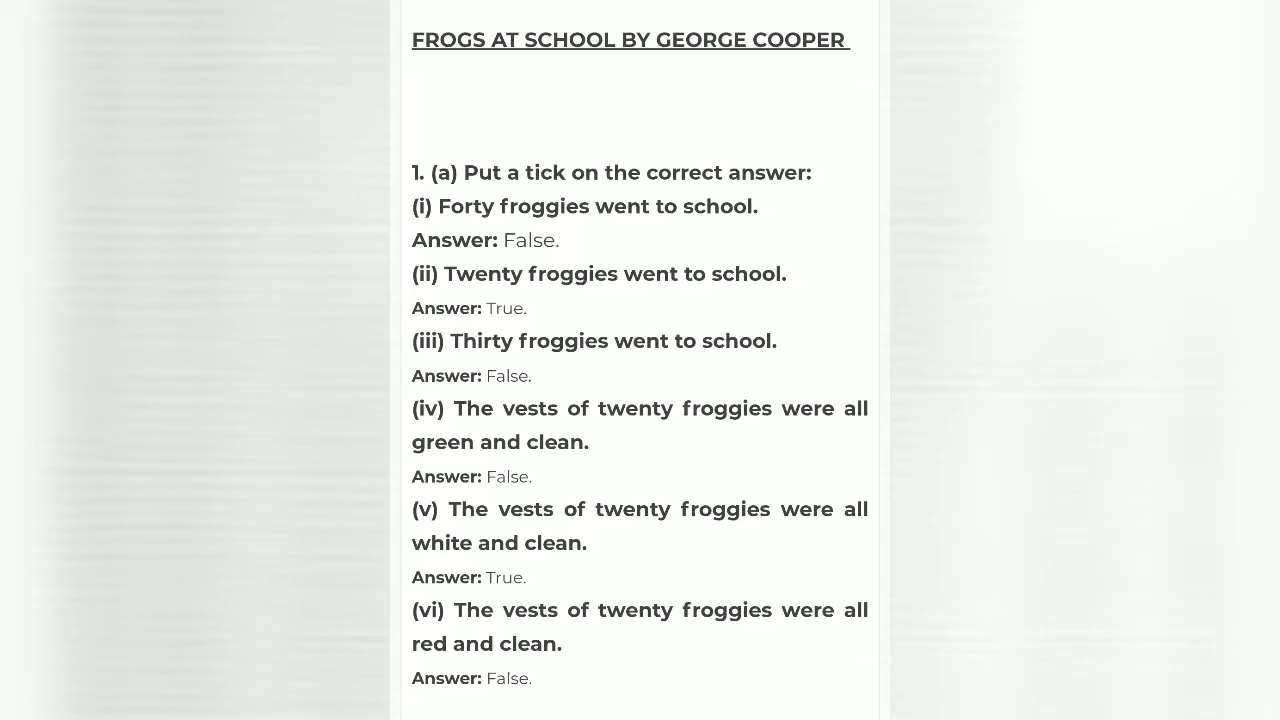 FROGS AT SCHOOL BY GEORGE COOPER
1. (a) Put a tick on the correct answer:
(i) Forty froggies went to school.
Answer: False.
(ii) Twenty froggies went to school.
Answer: True.
(iii) Thirty froggies went to school.
Answer: False.
(iv) The vests of twenty froggies were all
green and clean.
Answer: False.
(v) The vests of twenty froggies were all
white and clean.
Answer: True.
(vi) The vests of twenty froggies were all
red and clean.
Answer: False.